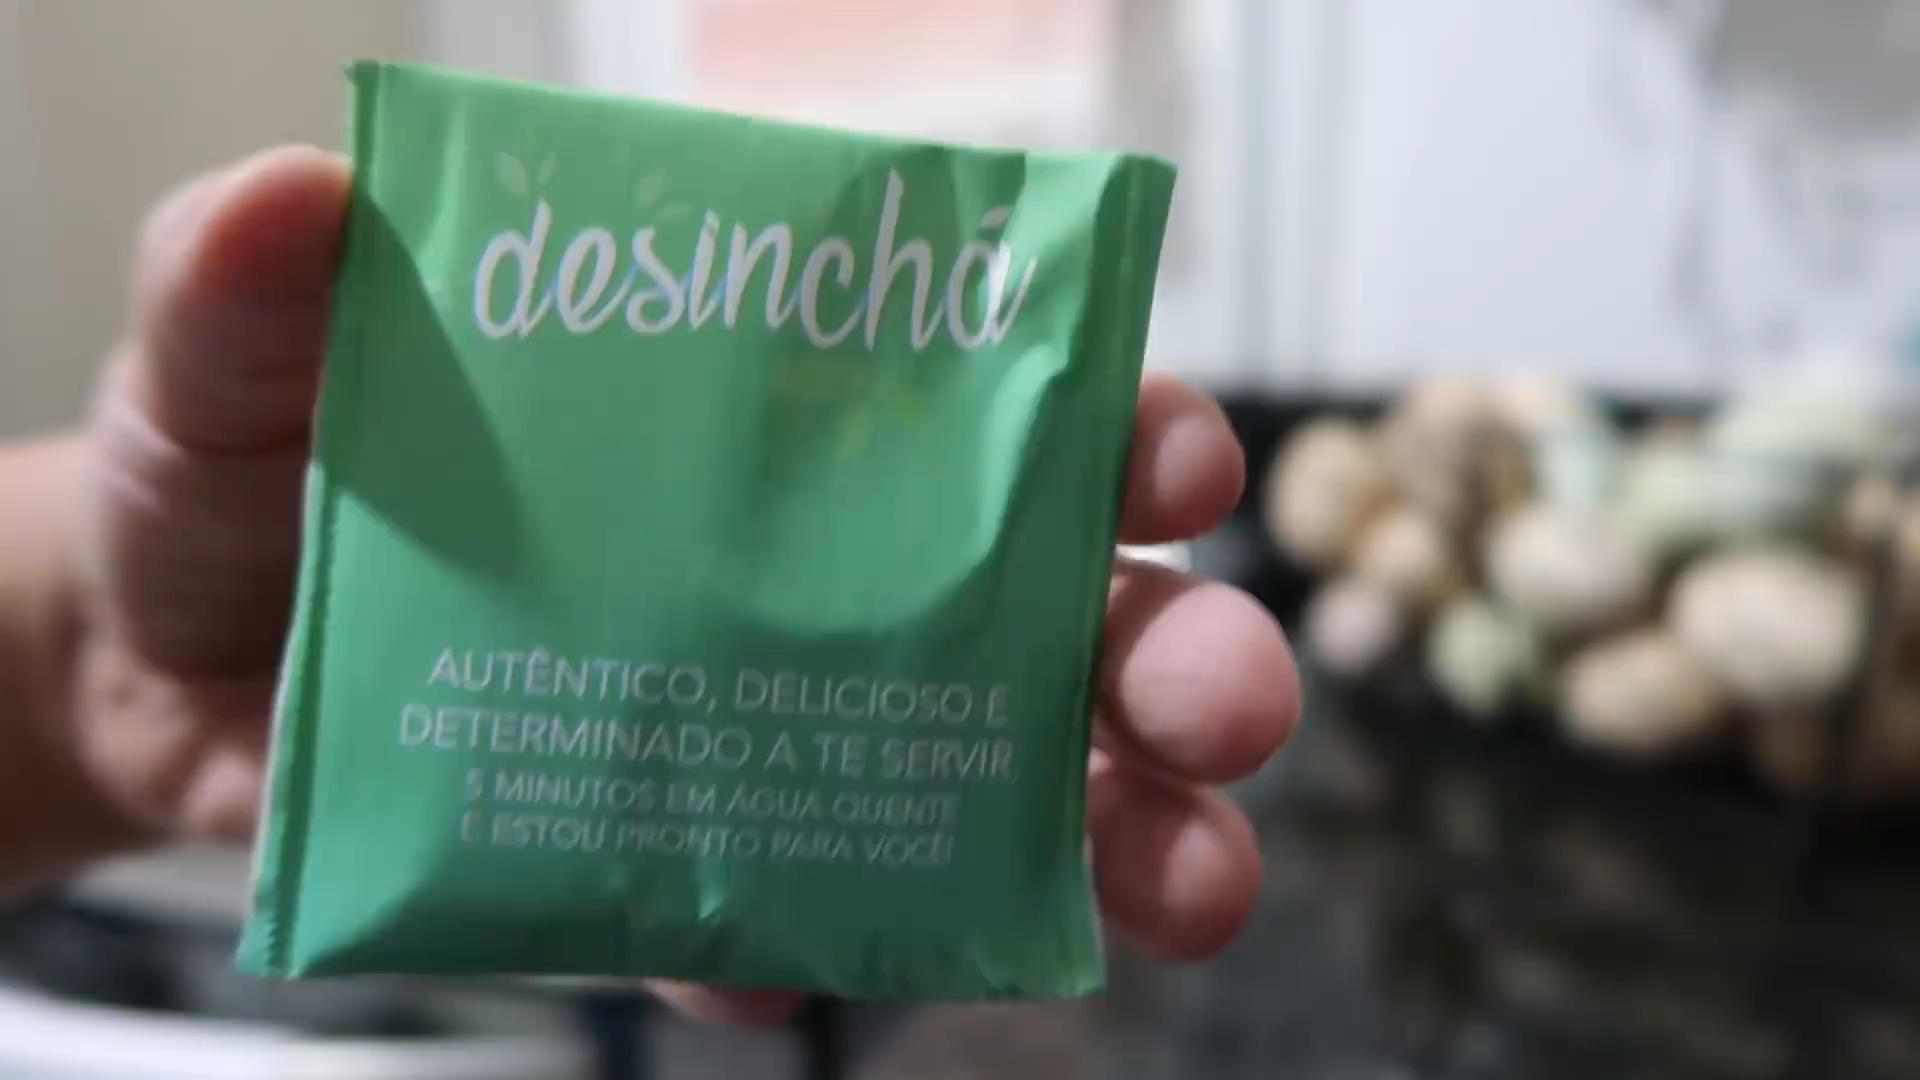 desinchá
AUTÊNTICO, DELICIOSO E
DETERMINADO A TE SERVIR.
5 MINUTOS EM ÁGUA QUENTE
E ESTOU PRONTO PARA VOCÊ!